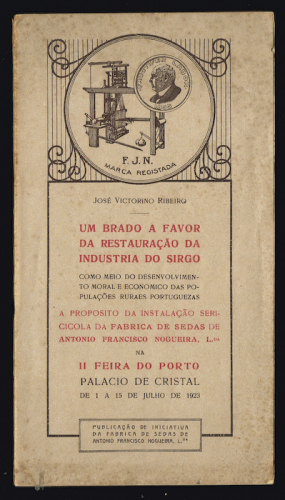 F. J. N.
MARCA REGISTADA
JOSÉ VICTORINO RIBEIRO
UM BRADO A FAVOR
DA RESTAURAÇÃO DA
INDUSTRIA DO SIRGO
COMO MEIO DO DESENVOLVIMEN-
TO MORAL E ECONOMICO DAS PO-
PULAÇÕES RURAES PORTUGUEZAS
A PROPOSITO DA INSTALAÇÃO SERI-
CICOLA DA FABRICA DE SEDAS DE
ANTONIO FRANCISCO NOGUEIRA, L.DA
NA
II FEIRA DO PORTO
PALACIO DE CRISTAL
DE 1 A 15 DE JULHO DE 1923
PUBLICAÇÃO DE INICIATIVA
DA FABRICA DE SEDAS DE
ANTONIO FRANCISCO NOGUEIRA, L.DA